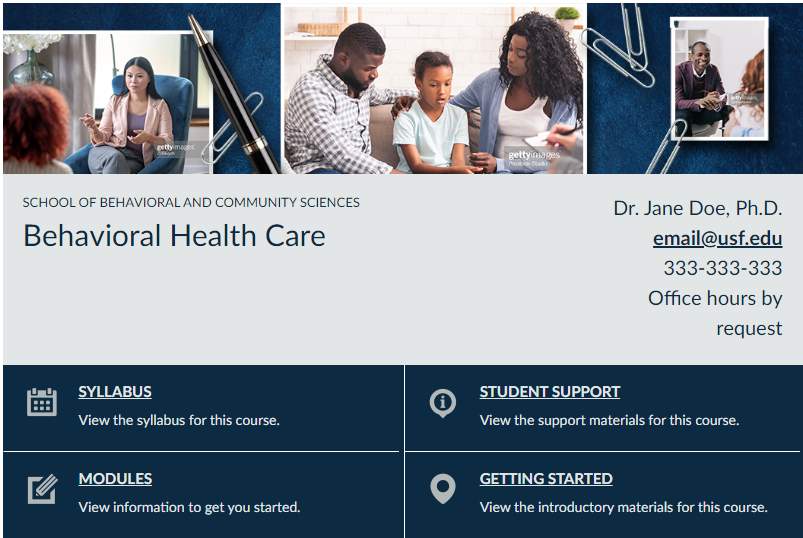 gettyimages
gettyimages
gettyimages
SCHOOL OF BEHAVIORAL AND COMMUNITY SCIENCES
Behavioral Health Care
Dr. Jane Doe, Ph.D.
email@usf.edu
333-333-333
Office hours by
request
SYLLABUS
View the syllabus for this course.
STUDENT SUPPORT
View the support materials for this course.
MODULES
View information to get you started.
GETTING STARTED
View the introductory materials for this course.